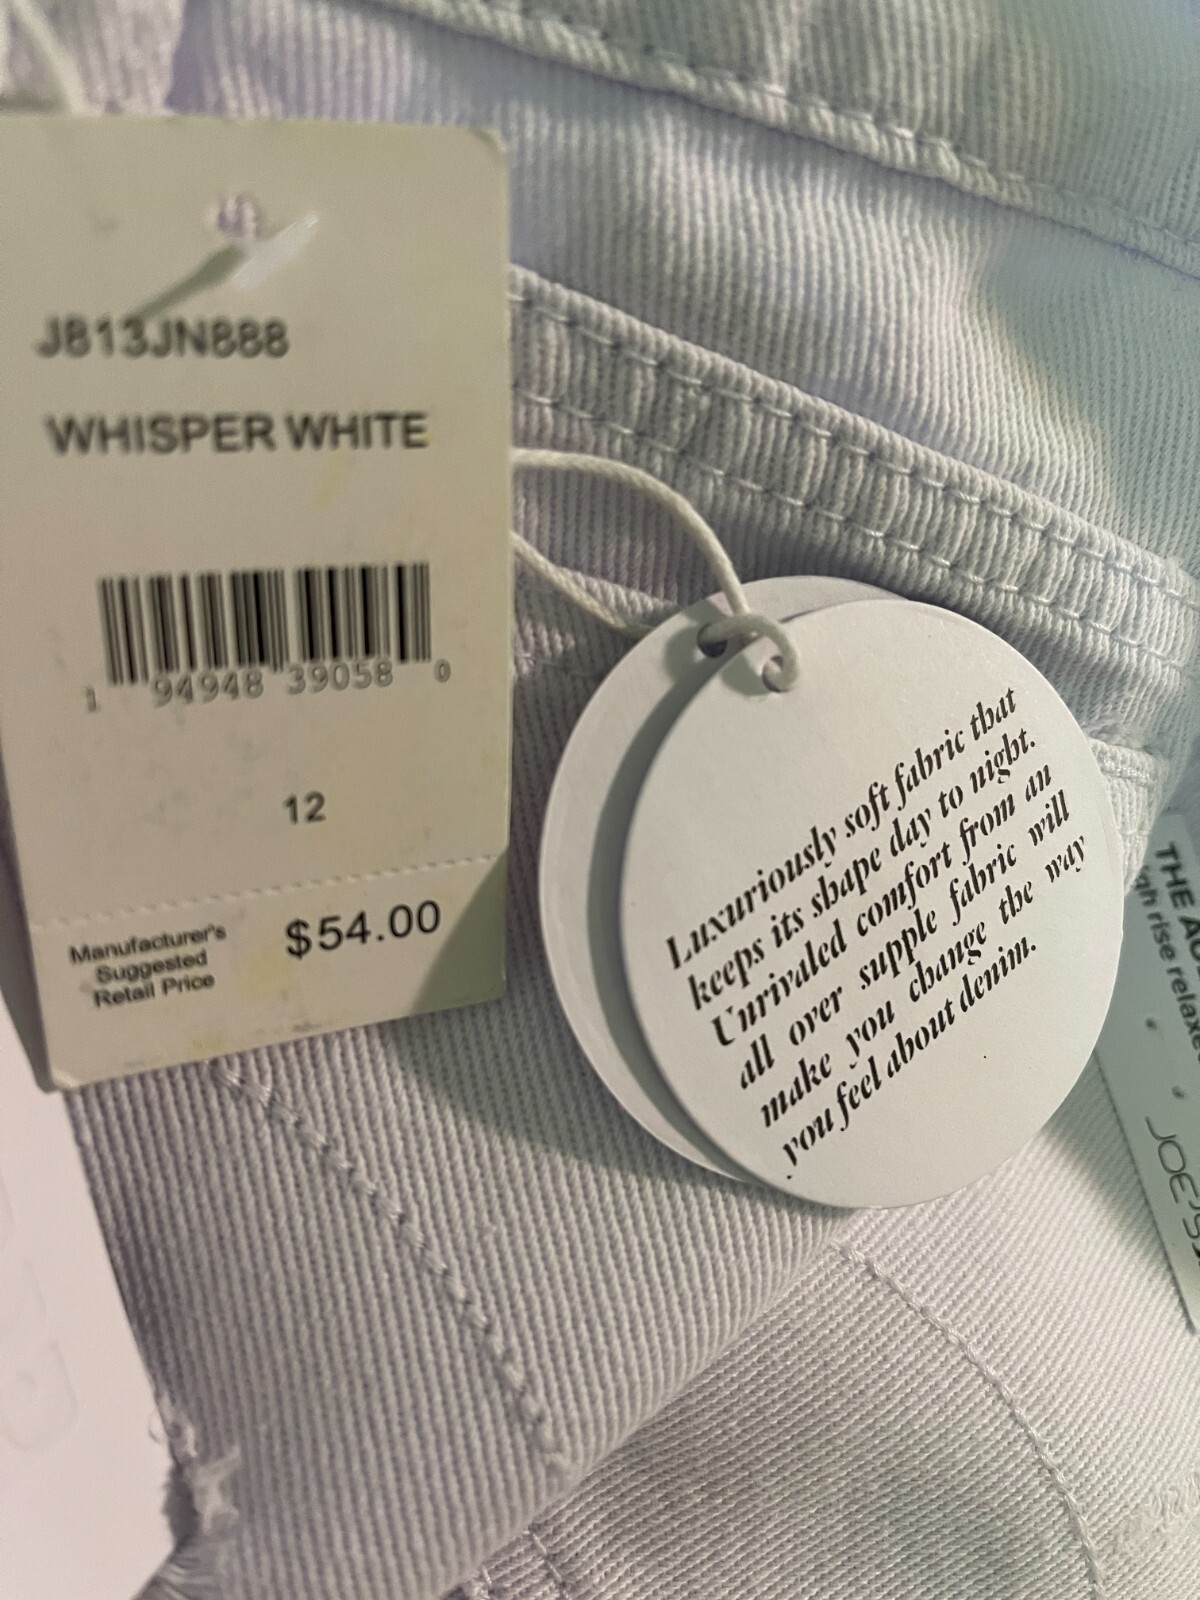 J813JN888
WHISPER WHITE
1 94948 39058 0
12
Manufacturer's
Suggested
Retail Price
$54.00
Luxuriously soft fabric that
keeps its shape day to night.
Unrivaled comfort from an
all over supple fabric will
make you change the way
you feel about denim.
THE
rise
JOE'S